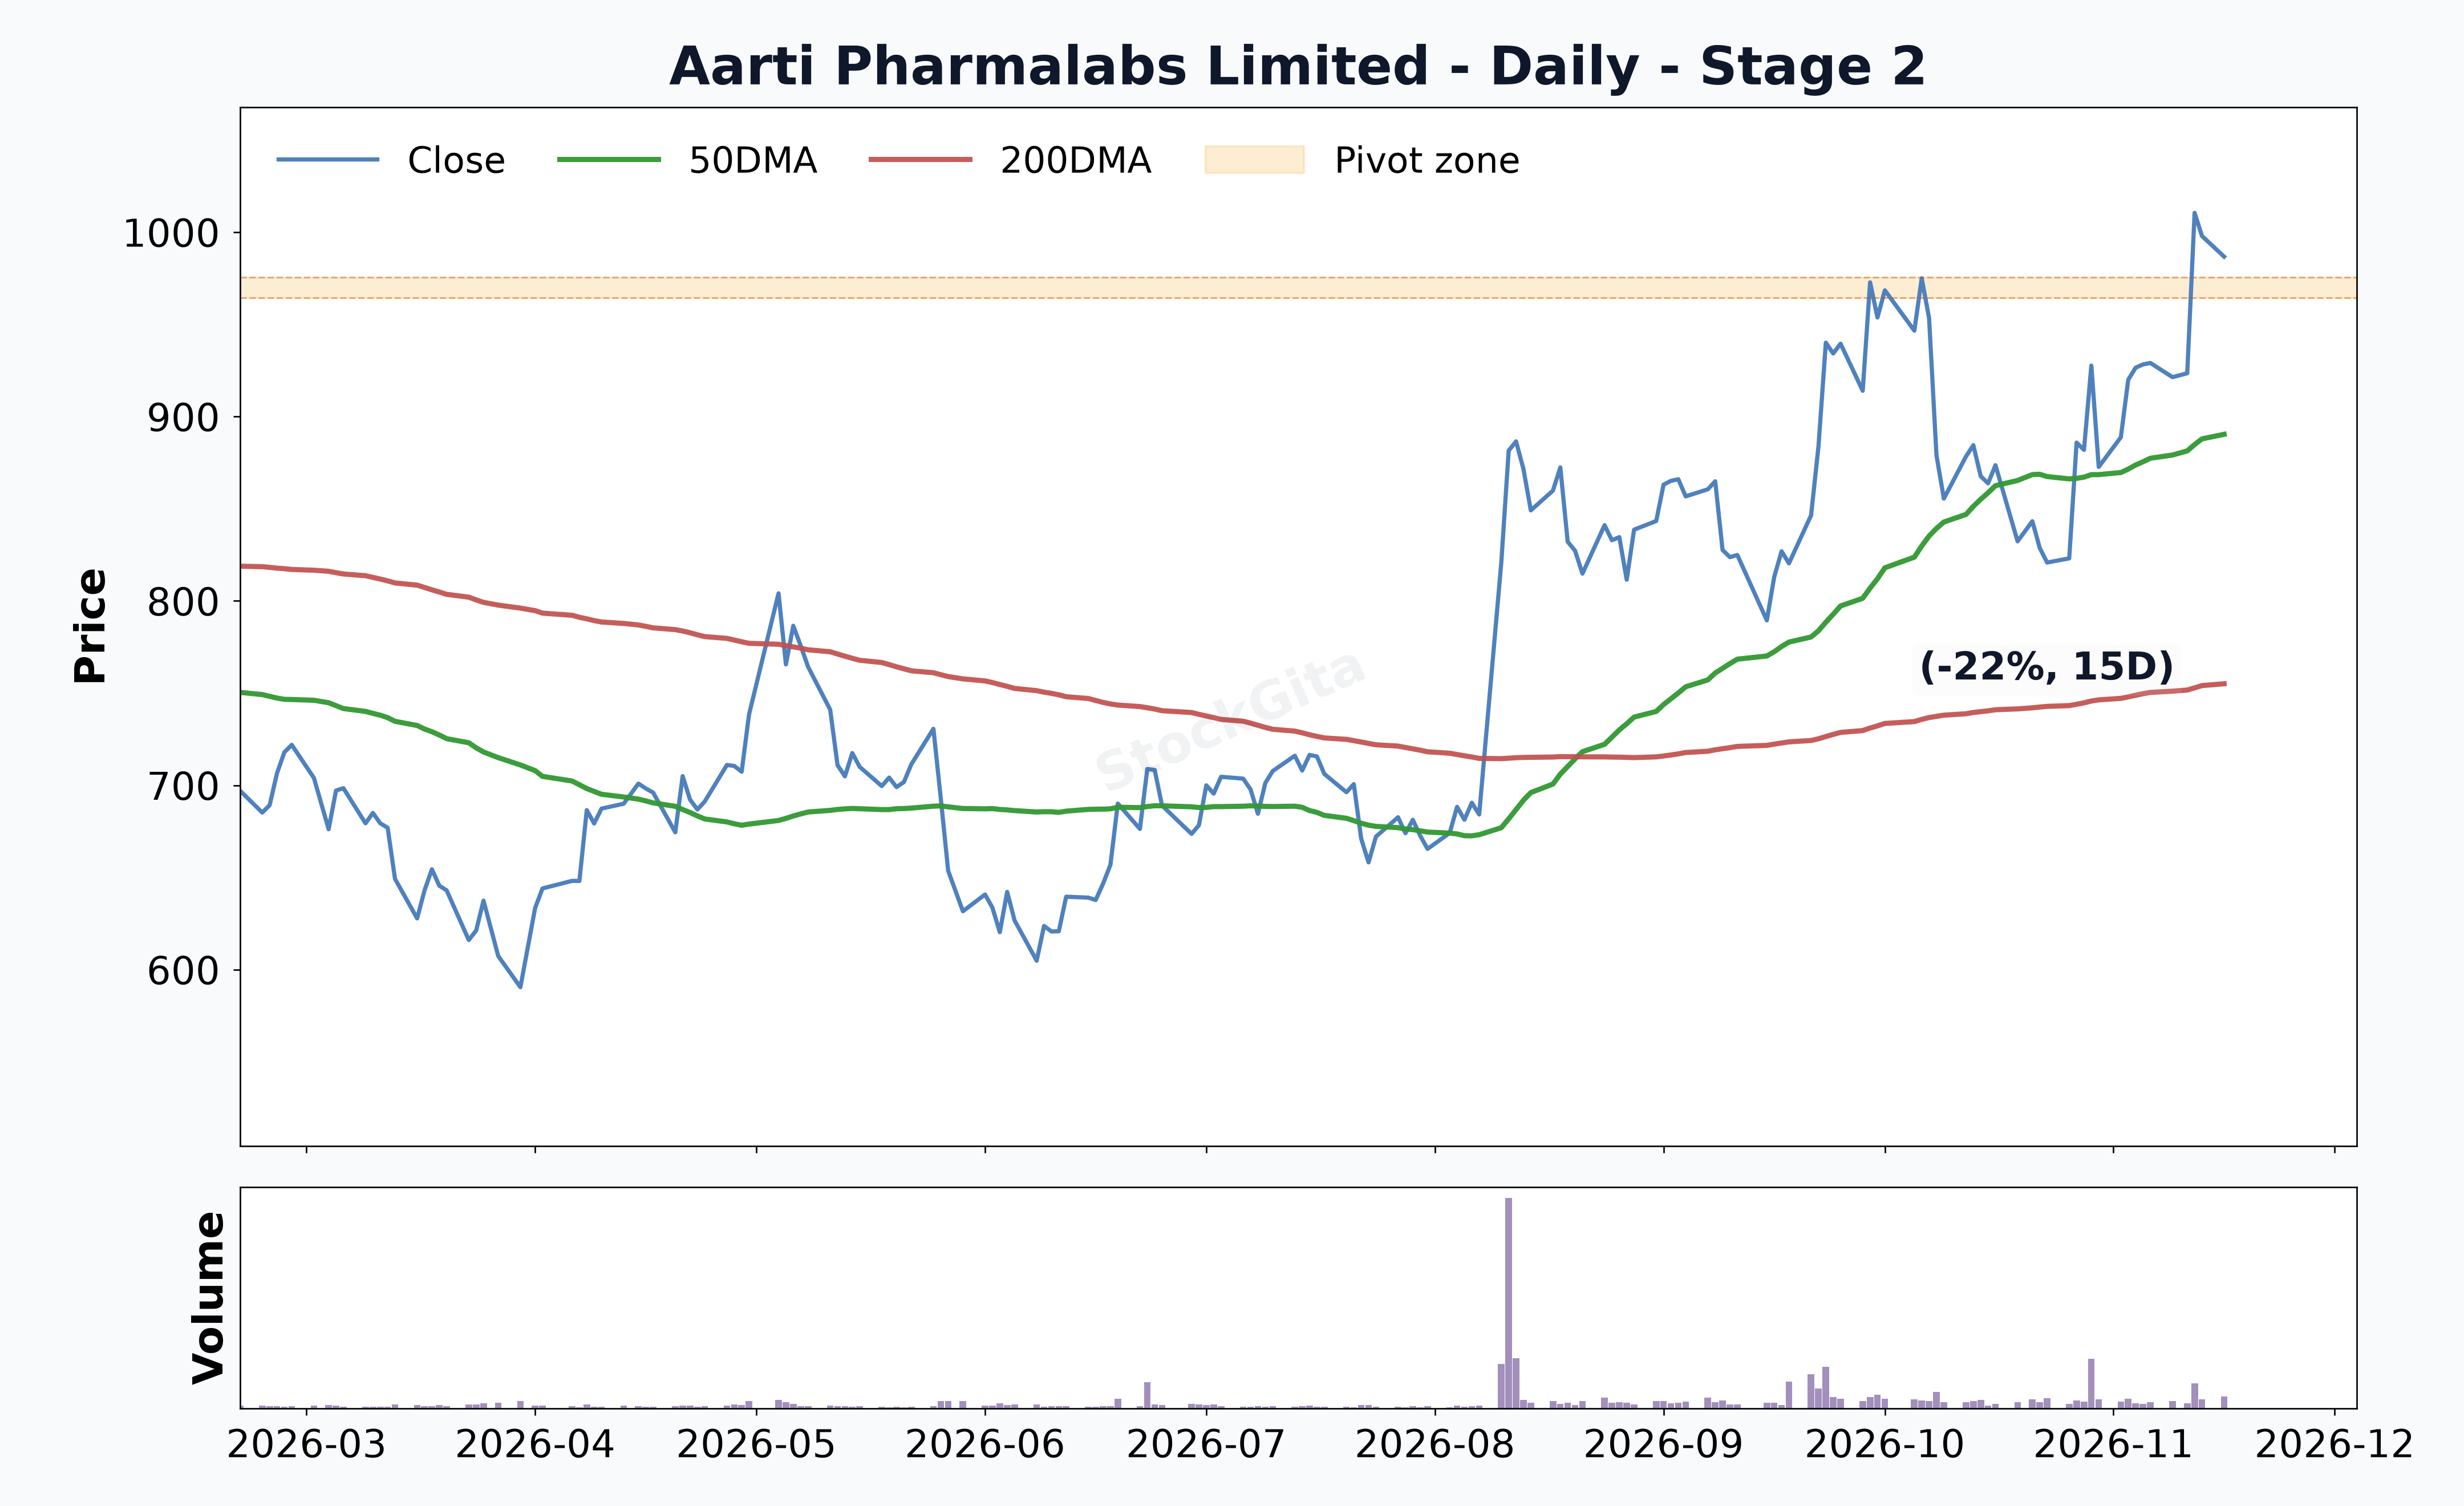 Aarti Pharmalabs Limited - Daily - Stage 2
Close 50DMA 200DMA Pivot zone
1000
900
800
700
600
Price
(-22%, 15D)
StockGita
Volume
2026-03 2026-04 2026-05 2026-06 2026-07 2026-08 2026-09 2026-10 2026-11 2026-12